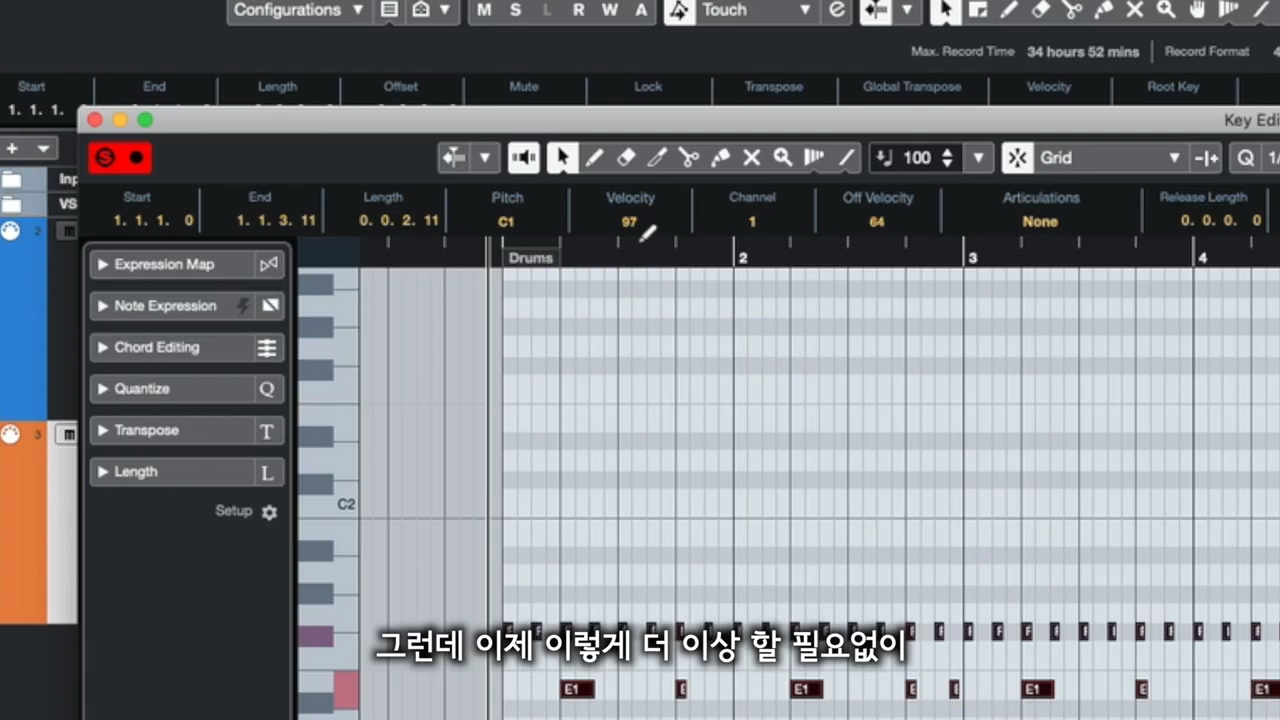 Configurations M S L R W A Touch
Max. Record Time 34 hours 52 mins Record Format
Start End Length Offset Mute Lock Transpose Global Transpose Velocity Root Key
1. 1. 1.
Key Edi
100 Grid Q
Inp
VS
Start End Length Pitch Velocity Channel Off Velocity Articulations Release Length
1. 1. 1. 0 1. 1. 3. 11 0. 0. 2. 11 C1 97 1 64 None 0. 0. 0. 0
2
Drums 2 3 4
Expression Map
Note Expression
Chord Editing
Quantize Q
Transpose T
3
Length L
C2
Setup
그런데 이제 이렇게 더 이상 할 필요없이
E1 E1 E1 E1